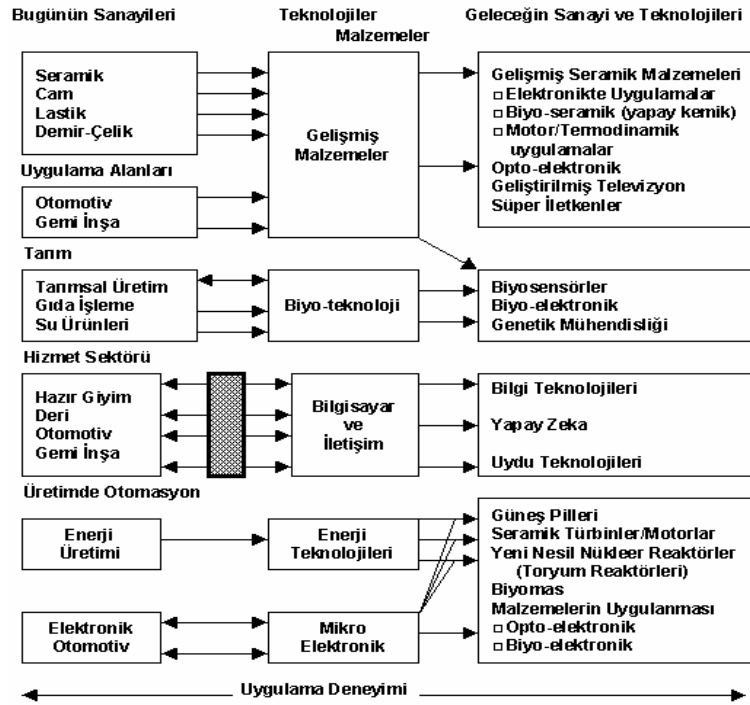 Bugünün Sanayileri
Teknolojiler
Malzemeler
Geleceğin Sanayi ve Teknolojileri
Seramik
Cam
Lastik
Demir-Çelik
Gelişmiş
Malzemeler
Gelişmiş Seramik Malzemeleri
□ Elektronikte Uygulamalar
□ Biyo-seramik (yapay kemik)
□ Motor/Termodinamik
uygulamalar
Opto-elektronik
Geliştirilmiş Televizyon
Süper İletkenler
Uygulama Alanları
Otomotiv
Gemi İnşa
Tarım
Tarımsal Üretim
Gıda İşleme
Su Ürünleri
Biyo-teknoloji
Biyosensörler
Biyo-elektronik
Genetik Mühendisliği
Hizmet Sektörü
Hazır Giyim
Deri
Otomotiv
Gemi İnşa
Bilgisayar
ve
İletişim
Bilgi Teknolojileri
Yapay Zeka
Uydu Teknolojileri
Üretimde Otomasyon
Enerji
Üretimi
Enerji
Teknolojileri
Güneş Pilleri
Seramik Türbinler/Motorlar
Yeni Nesil Nükleer Reaktörler
(Toryum Reaktörleri)
Biyomas
Malzemelerin Uygulanması
□ Opto-elektronik
□ Biyo-elektronik
Elektronik
Otomotiv
Mikro
Elektronik
Uygulama Deneyimi